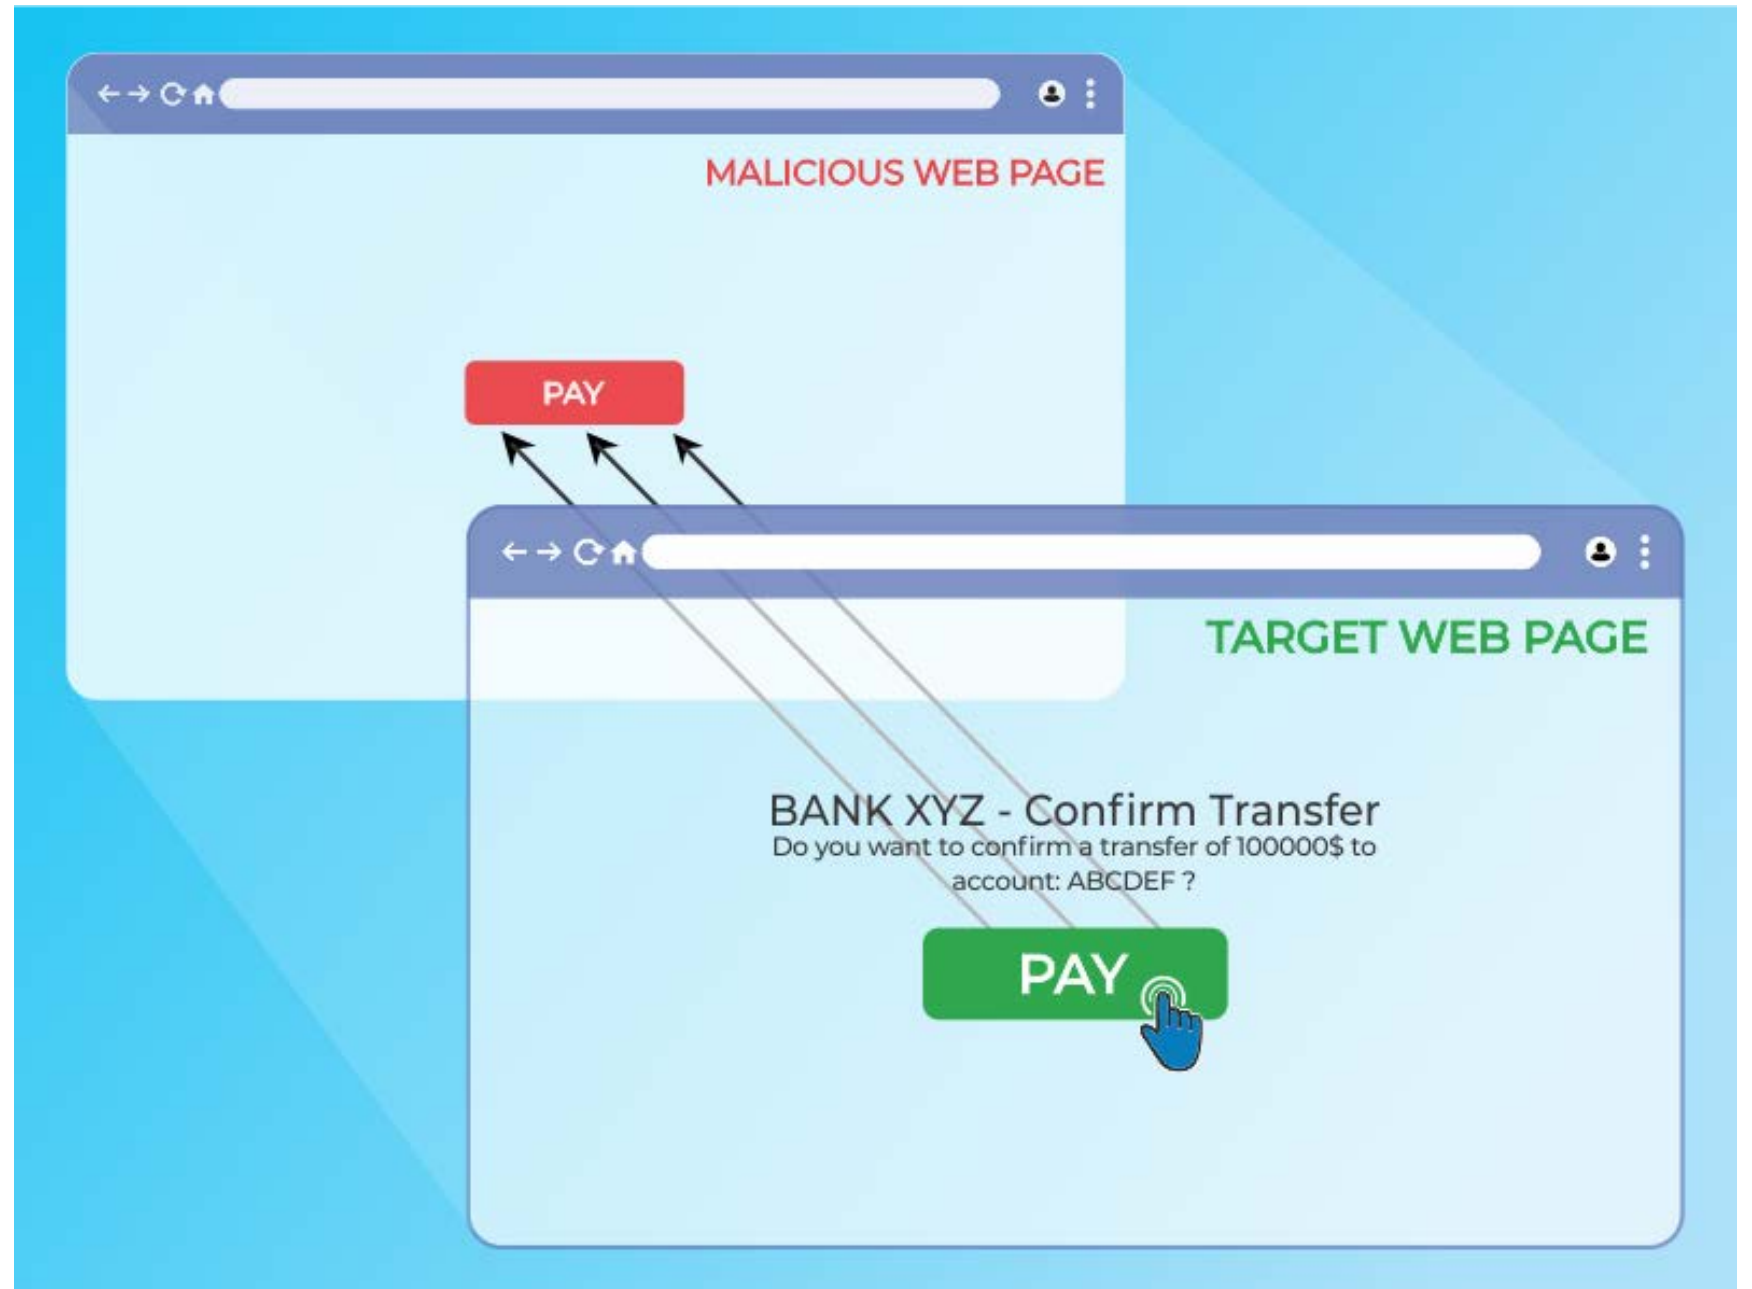 MALICIOUS WEB PAGE
PAY
TARGET WEB PAGE
BANK XYZ - Confirm Transfer
Do you want to confirm a transfer of 100000$ to
account: ABCDEF ?
PAY